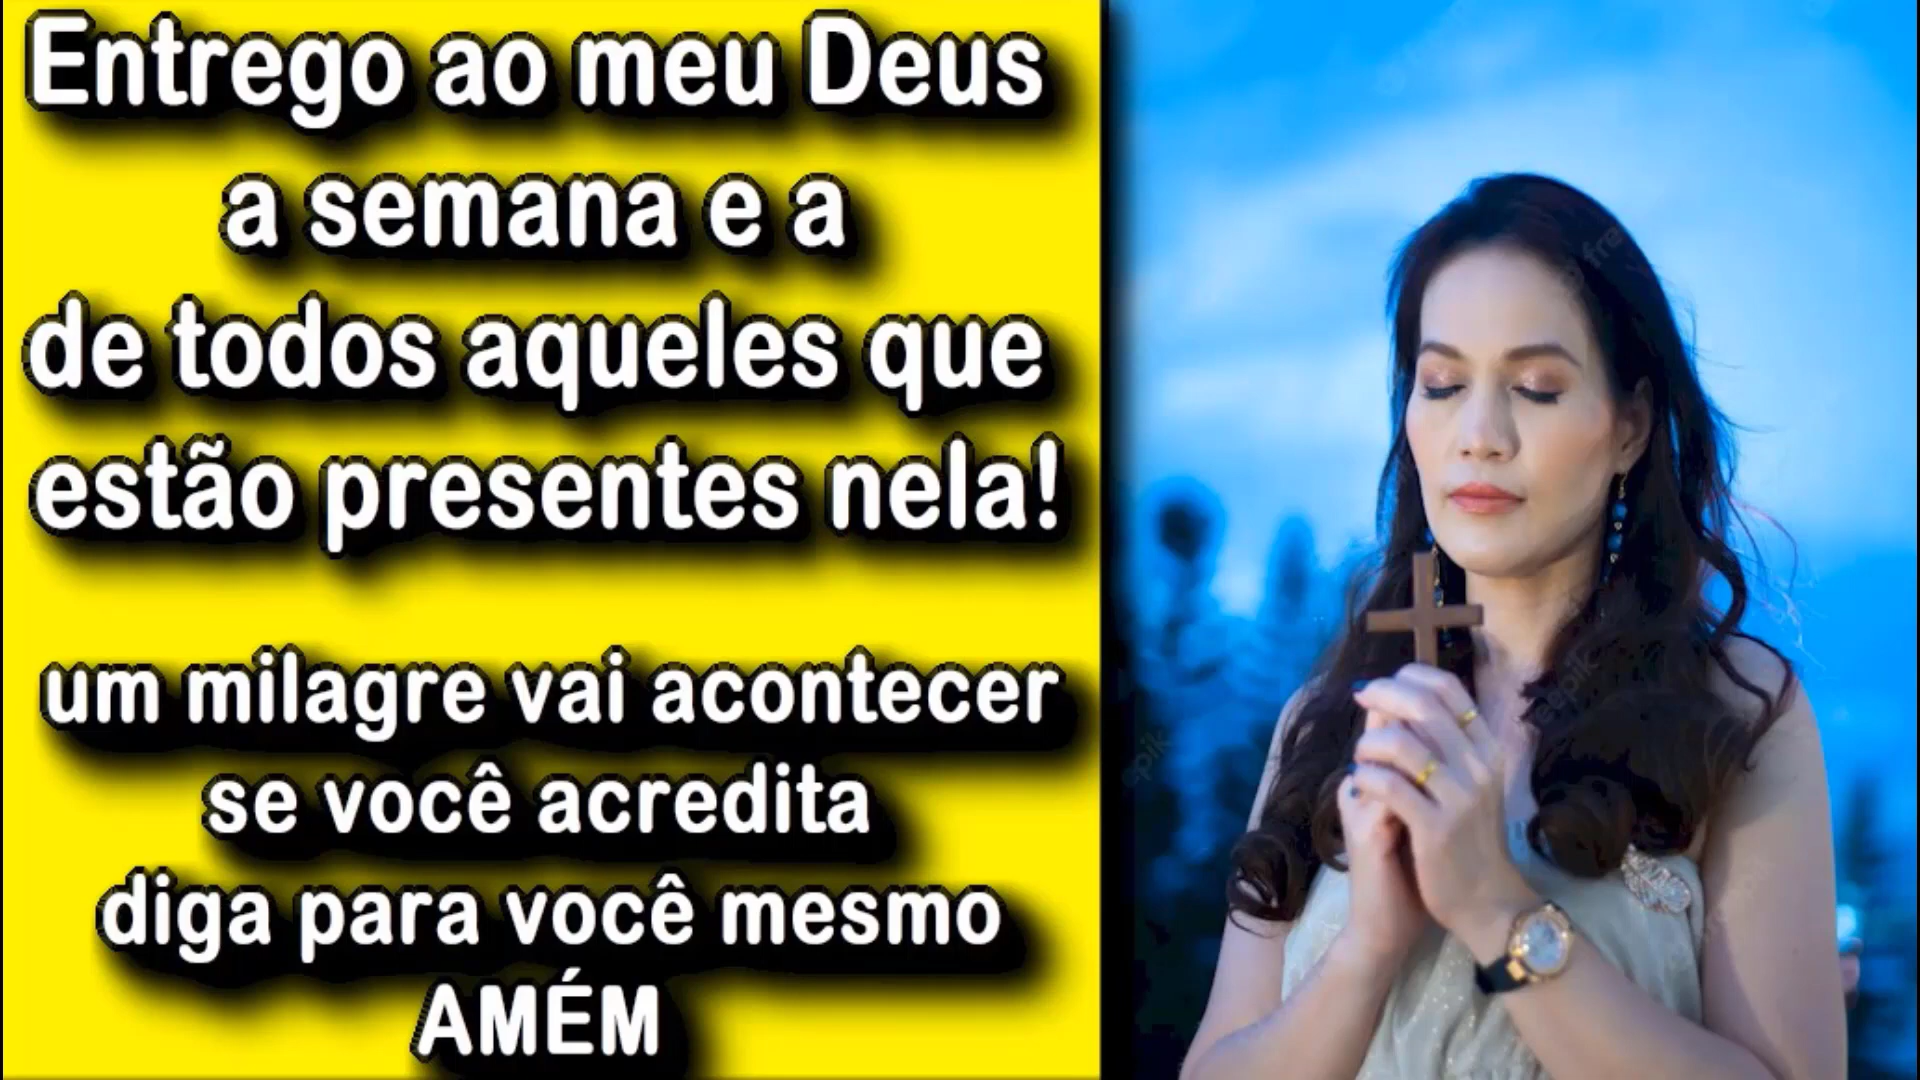 Entrego ao meu Deus
a semana e a
de todos aqueles que
estão presentes nela!
um milagre vai acontecer
se você acredita
diga para você mesmo
AMÉM